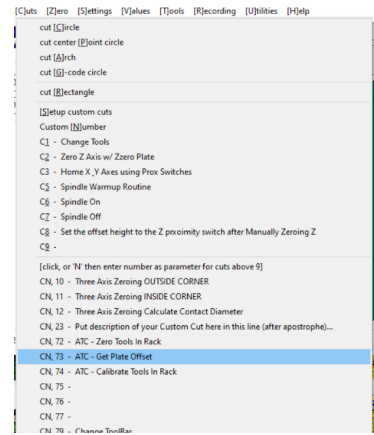 [C]uts [Z]ero [S]ettings [V]alues [T]ools [R]ecording [U]tilities [H]elp
cut [C]ircle
cut center [P]oint circle
cut [A]rch
cut [G]-code circle
cut [R]ectangle
[S]etup custom cuts
Custom [N]umber
C1 - Change Tools
C2 - Zero Z Axis w/ Zzero Plate
C3 - Home X ,Y Axes using Prox Switches
C5 - Spindle Warmup Routine
C6 - Spindle On
C7 - Spindle Off
C8 - Set the offset height to the Z prxoimity switch after Manually Zeroing Z
C9 -
[click, or 'N' then enter number as parameter for cuts above 9]
CN, 10 - Three Axis Zeroing OUTSIDE CORNER
CN, 11 - Three Axis Zeroing INSIDE CORNER
CN, 12 - Three Axis Zeroing Calculate Contact Diameter
CN, 23 - Put description of your Custom Cut here in this line (after apostrophe)...
CN, 72 - ATC - Zero Tools In Rack
CN, 73 - ATC - Get Plate Offset
CN, 74 - ATC - Calibrate Tools In Rack
CN, 75 -
CN, 76 -
CN, 77 -
CN, 79 - Change ToolBar